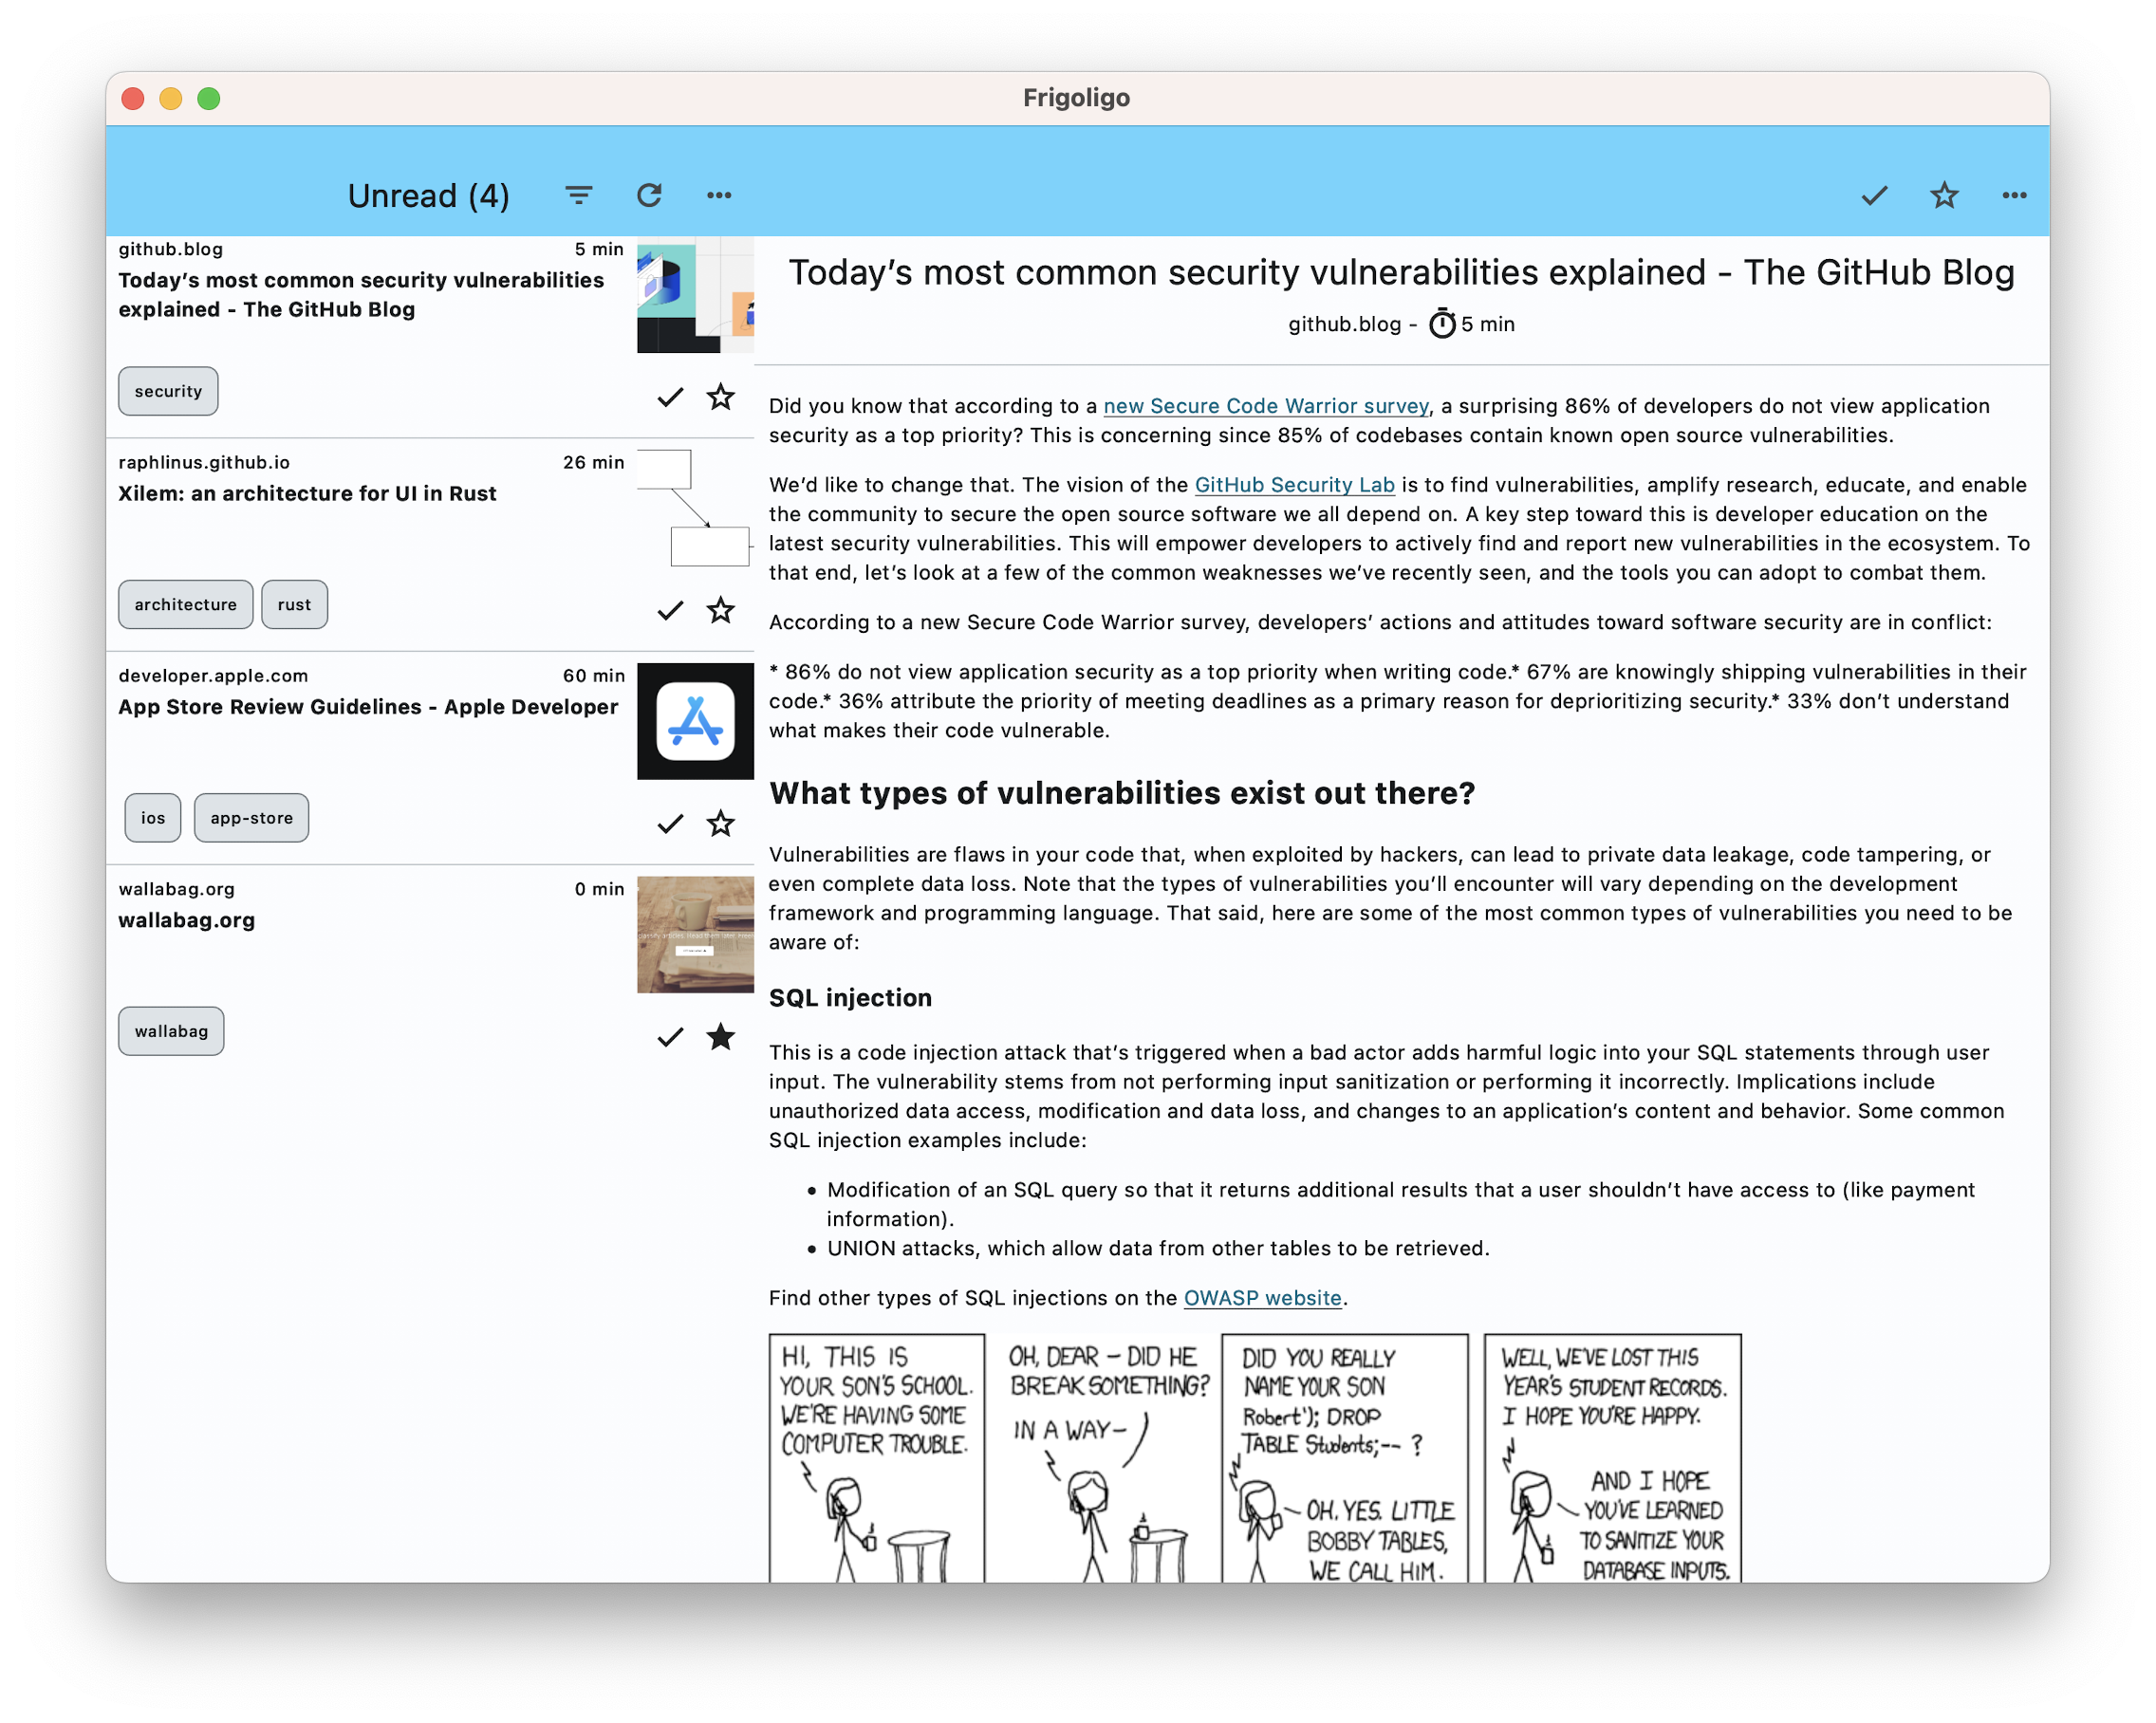 Frigoligo
Unread (4)
github.blog
5 min
Today’s most common security vulnerabilities
explained - The GitHub Blog
security
raphlinus.github.io
26 min
Xilem: an architecture for UI in Rust
architecture
rust
developer.apple.com
60 min
App Store Review Guidelines - Apple Developer
ios
app-store
wallabag.org
0 min
wallabag.org
wallabag
Today’s most common security vulnerabilities explained - The GitHub Blog
github.blog - 5 min
Did you know that according to a new Secure Code Warrior survey, a surprising 86% of developers do not view application
security as a top priority? This is concerning since 85% of codebases contain known open source vulnerabilities.
We’d like to change that. The vision of the GitHub Security Lab is to find vulnerabilities, amplify research, educate, and enable
the community to secure the open source software we all depend on. A key step toward this is developer education on the
latest security vulnerabilities. This will empower developers to actively find and report new vulnerabilities in the ecosystem. To
that end, let’s look at a few of the common weaknesses we’ve recently seen, and the tools you can adopt to combat them.
According to a new Secure Code Warrior survey, developers’ actions and attitudes toward software security are in conflict:
* 86% do not view application security as a top priority when writing code.* 67% are knowingly shipping vulnerabilities in their
code.* 36% attribute the priority of meeting deadlines as a primary reason for deprioritizing security.* 33% don’t understand
what makes their code vulnerable.
What types of vulnerabilities exist out there?
Vulnerabilities are flaws in your code that, when exploited by hackers, can lead to private data leakage, code tampering, or
even complete data loss. Note that the types of vulnerabilities you’ll encounter will vary depending on the development
framework and programming language. That said, here are some of the most common types of vulnerabilities you need to be
aware of:
SQL injection
This is a code injection attack that’s triggered when a bad actor adds harmful logic into your SQL statements through user
input. The vulnerability stems from not performing input sanitization or performing it incorrectly. Implications include
unauthorized data access, modification and data loss, and changes to an application’s content and behavior. Some common
SQL injection examples include:
• Modification of an SQL query so that it returns additional results that a user shouldn’t have access to (like payment
information).
• UNION attacks, which allow data from other tables to be retrieved.
Find other types of SQL injections on the OWASP website.
HI, THIS IS
YOUR SON'S SCHOOL.
WE'RE HAVING SOME
COMPUTER TROUBLE.
OH, DEAR – DID HE
BREAK SOMETHING?
IN A WAY–
DID YOU REALLY
NAME YOUR SON
Robert'); DROP
TABLE Students;-- ?
OH. YES. LITTLE
BOBBY TABLES,
WE CALL HIM.
WELL, WE'VE LOST THIS
YEAR'S STUDENT RECORDS.
I HOPE YOU'RE HAPPY.
AND I HOPE
YOU'VE LEARNED
TO SANITIZE YOUR
DATABASE INPUTS.